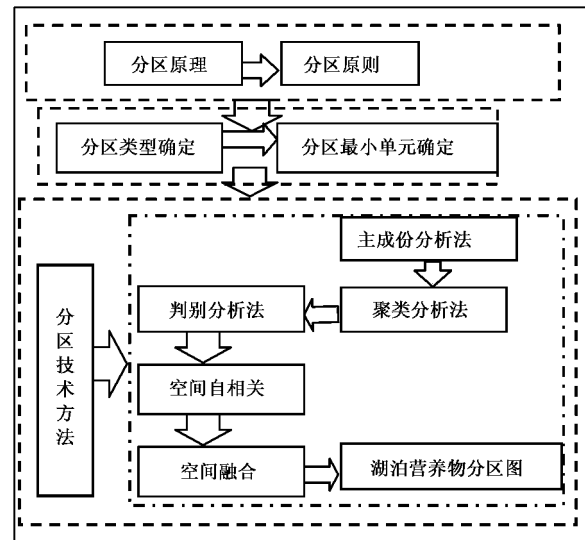 分区原理
分区原则
分区类型确定
分区最小单元确定
分区技术方法
主成份分析法
聚类分析法
判别分析法
空间自相关
空间融合
湖泊营养物分区图